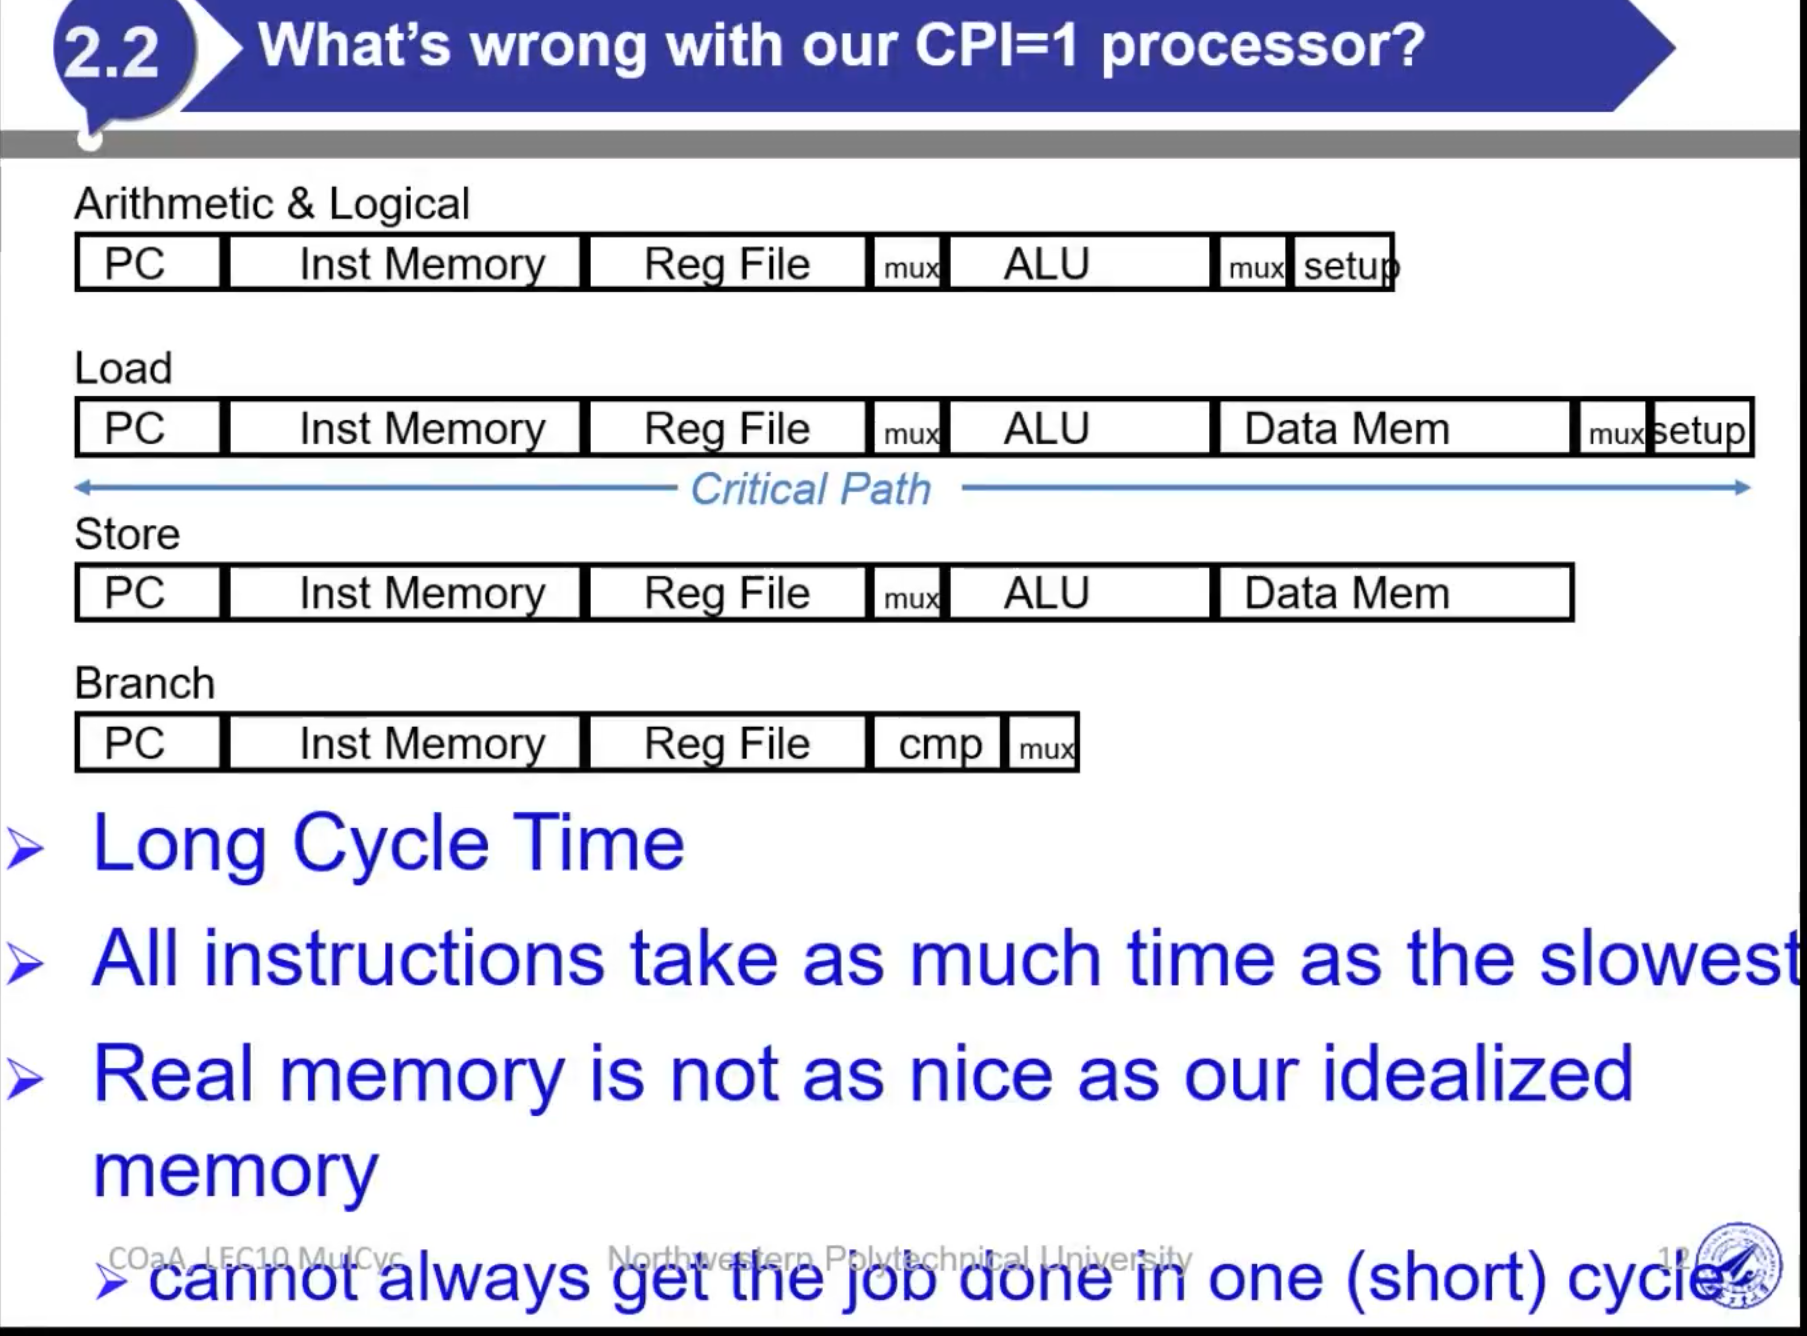 2.2 What's wrong with our CPI=1 processor?
Arithmetic & Logical
PC Inst Memory Reg File mux ALU mux setup
Load
PC Inst Memory Reg File mux ALU Data Mem mux setup
Critical Path
Store
PC Inst Memory Reg File mux ALU Data Mem
Branch
PC Inst Memory Reg File cmp mux
➢ Long Cycle Time
➢ All instructions take as much time as the slowest
➢ Real memory is not as nice as our idealized
memory
➢ cannot always get the job done in one (short) cycle
COaA, LEC10 MulCyc Northwestern Polytechnical University 12